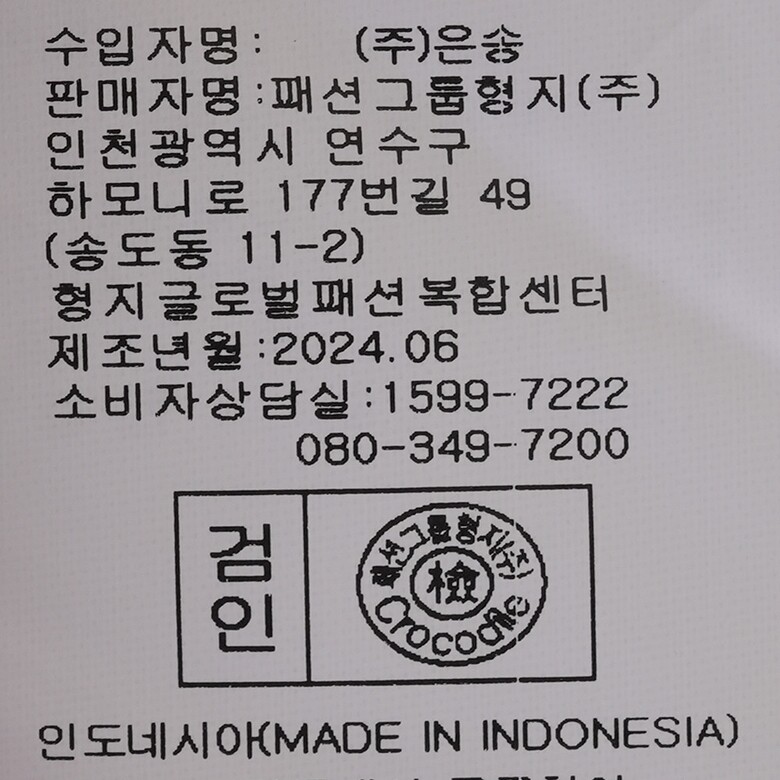 수입자명: (주)은송
판매자명:패션그룹형지(주)
인천광역시 연수구
하모니로 177번길 49
(송도동 11-2)
형지글로벌패션복합센터
제조년월:2024.06
소비자상담실:1599-7222
080-349-7200
검인
패션그룹형지(주)
檢
Crocodile
인도네시아(MADE IN INDONESIA)